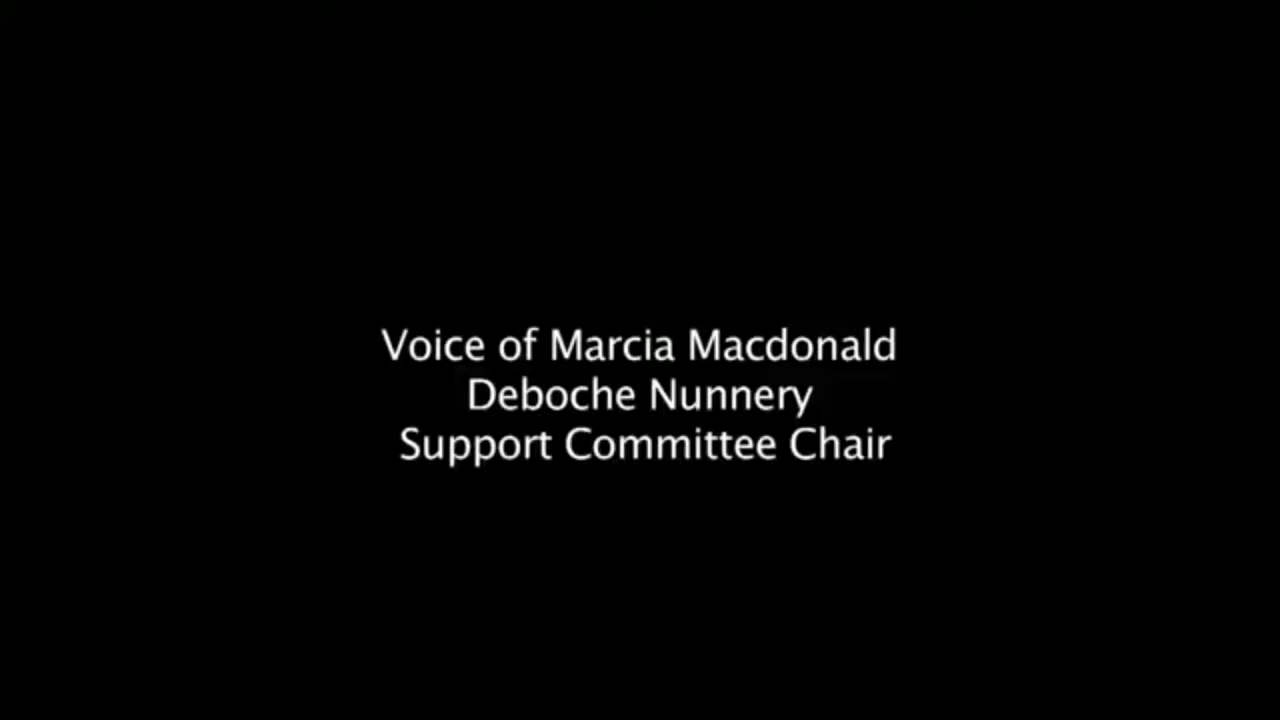 Voice of Marcia Macdonald
Deboche Nunnery
Support Committee Chair